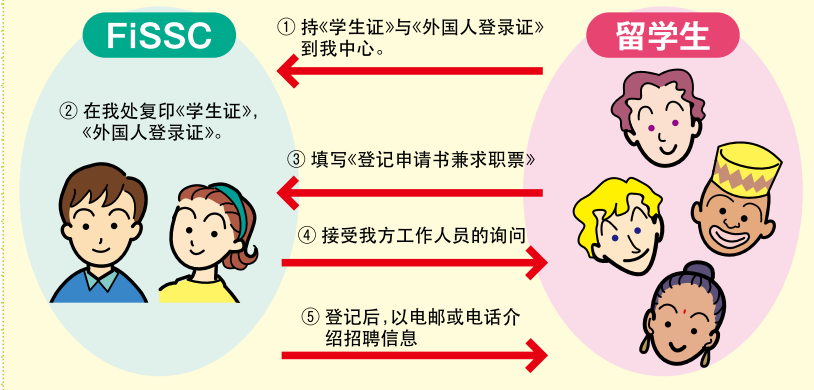 FiSSC
① 持《学生证》与《外国人登录证》
到我中心。
留学生
② 在我处复印《学生证》,
《外国人登录证》。
③ 填写《登记申请书兼求职票》
④ 接受我方工作人员的询问
⑤ 登记后,以电邮或电话介
绍招聘信息